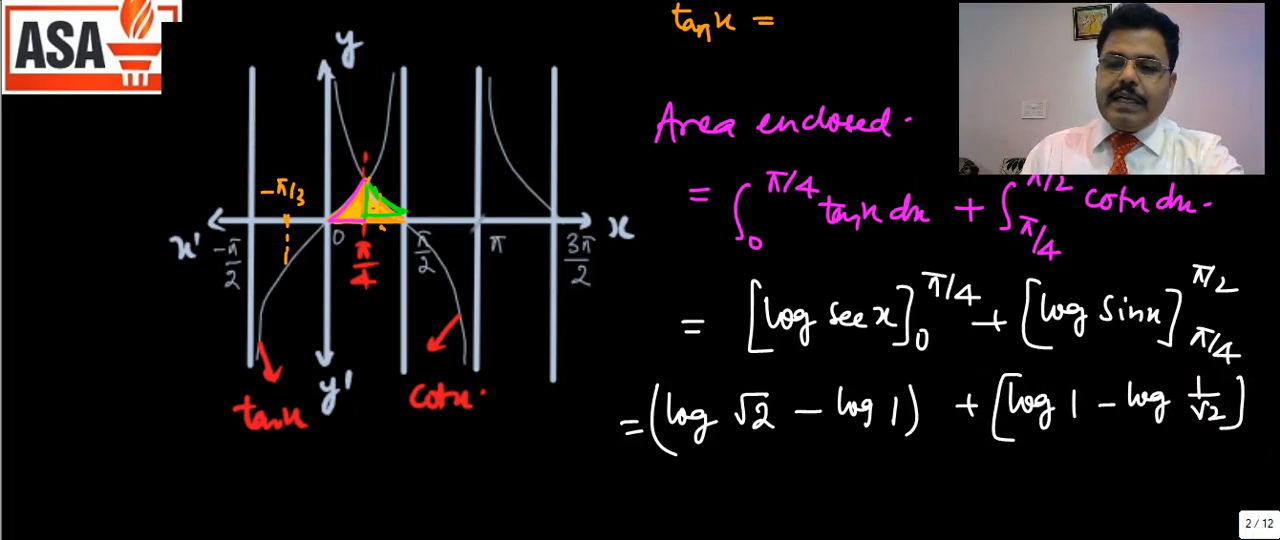 ASA
tan x =
y
Area enclosed.
-π/3
= ∫₀^π/4 tan x dx + ∫_π/4^π/2 cot x dx.
x'
-π/2
0
π/4
π/2
π
3π/2
x
= [log sec x]₀^π/4 + [log sin x]_π/4^π/2
tan x
y'
cot x.
= (log √2 - log 1) + [log 1 - log 1/√2]
2 / 12